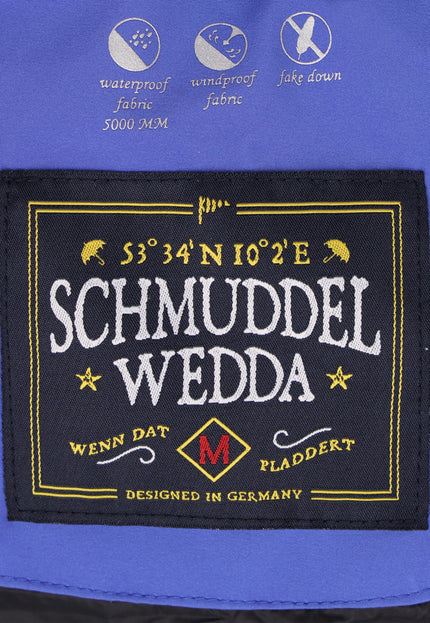 waterproof fabric 5000 MM
windproof fabric
fake down
53° 34' N 10° 2' E
SCHMUDDEL
WEDDA
WENN DAT
M
PLADDERT
DESIGNED IN GERMANY